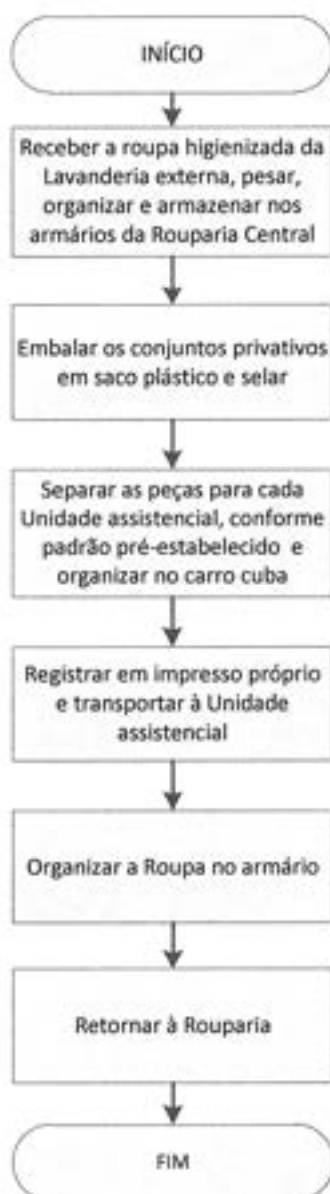 INÍCIO
Receber a roupa higienizada da
Lavanderia externa, pesar,
organizar e armazenar nos
armários da Rouparia Central
Embalar os conjuntos privativos
em saco plástico e selar
Separar as peças para cada
Unidade assistencial, conforme
padrão pré-estabelecido e
organizar no carro cuba
Registrar em impresso próprio
e transportar à Unidade
assistencial
Organizar a Roupa no armário
Retornar à Rouparia
FIM